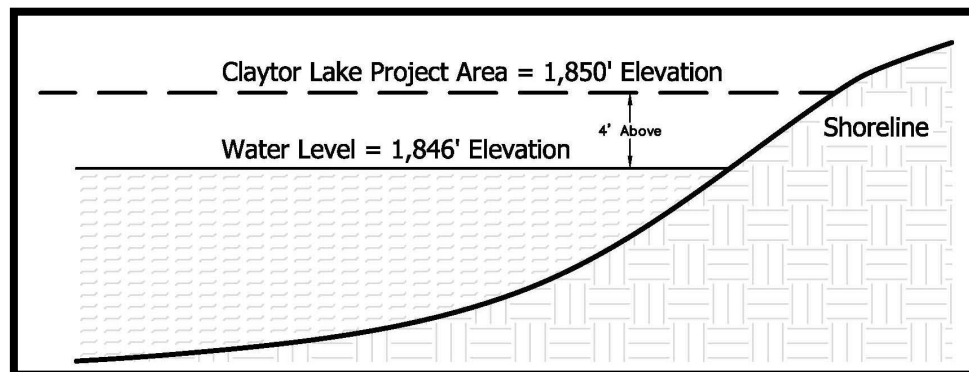 Claytor Lake Project Area = 1,850' Elevation
4' Above
Shoreline
Water Level = 1,846' Elevation